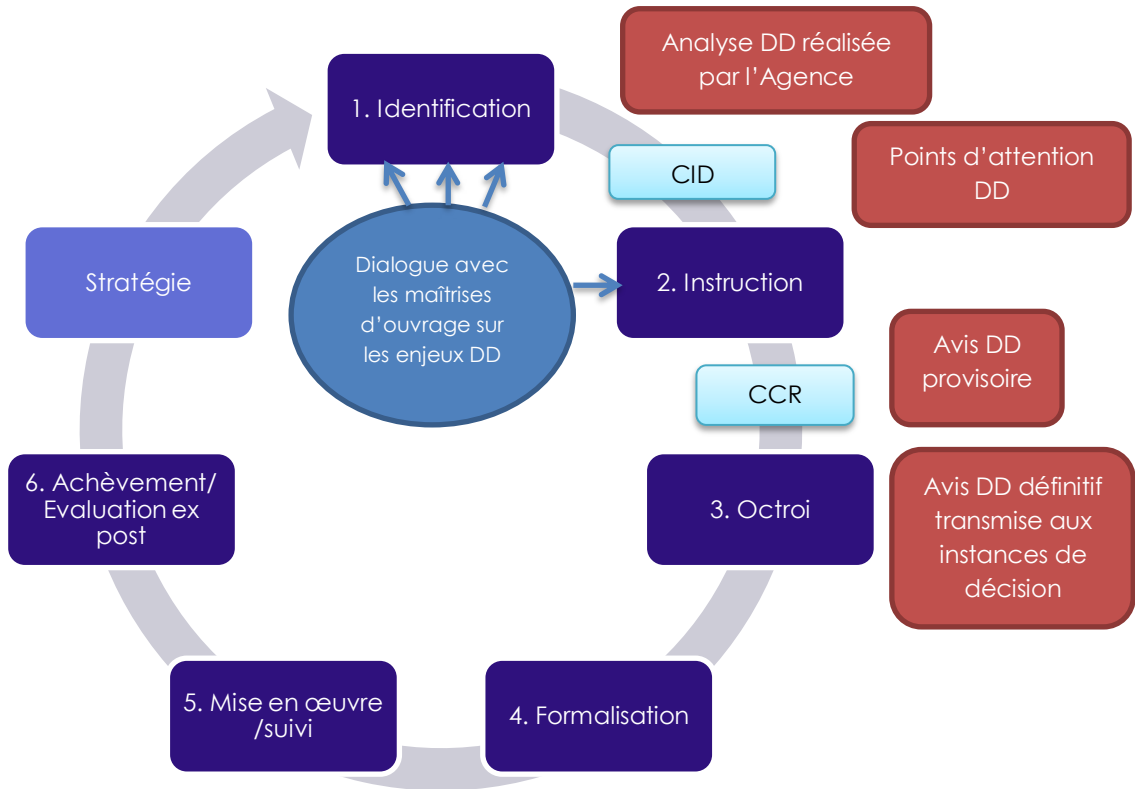 Analyse DD réalisée
par l'Agence
1. Identification
Points d'attention
DD
CID
Dialogue avec
les maîtrises
d'ouvrage sur
les enjeux DD
Stratégie
2. Instruction
Avis DD
provisoire
CCR
6. Achèvement/
Evaluation ex
post
3. Octroi
Avis DD définitif
transmise aux
instances de
décision
5. Mise en œuvre
/suivi
4. Formalisation